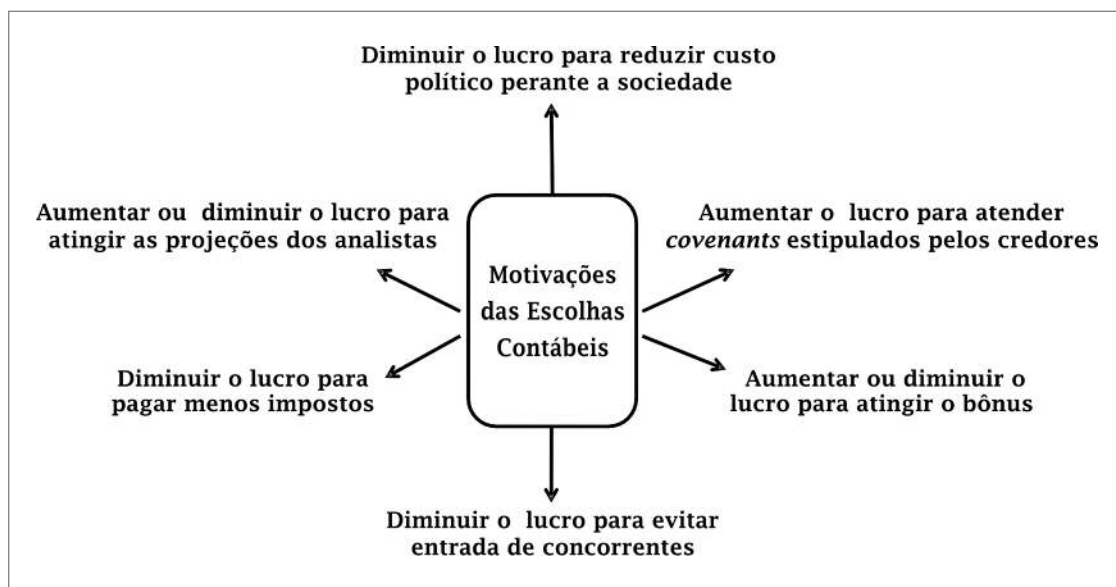 Diminuir o lucro para reduzir custo
político perante a sociedade
Aumentar ou diminuir o lucro para
atingir as projeções dos analistas
Aumentar o lucro para atender
covenants estipulados pelos credores
Motivações
das Escolhas
Contábeis
Diminuir o lucro para
pagar menos impostos
Aumentar ou diminuir o
lucro para atingir o bônus
Diminuir o lucro para evitar
entrada de concorrentes